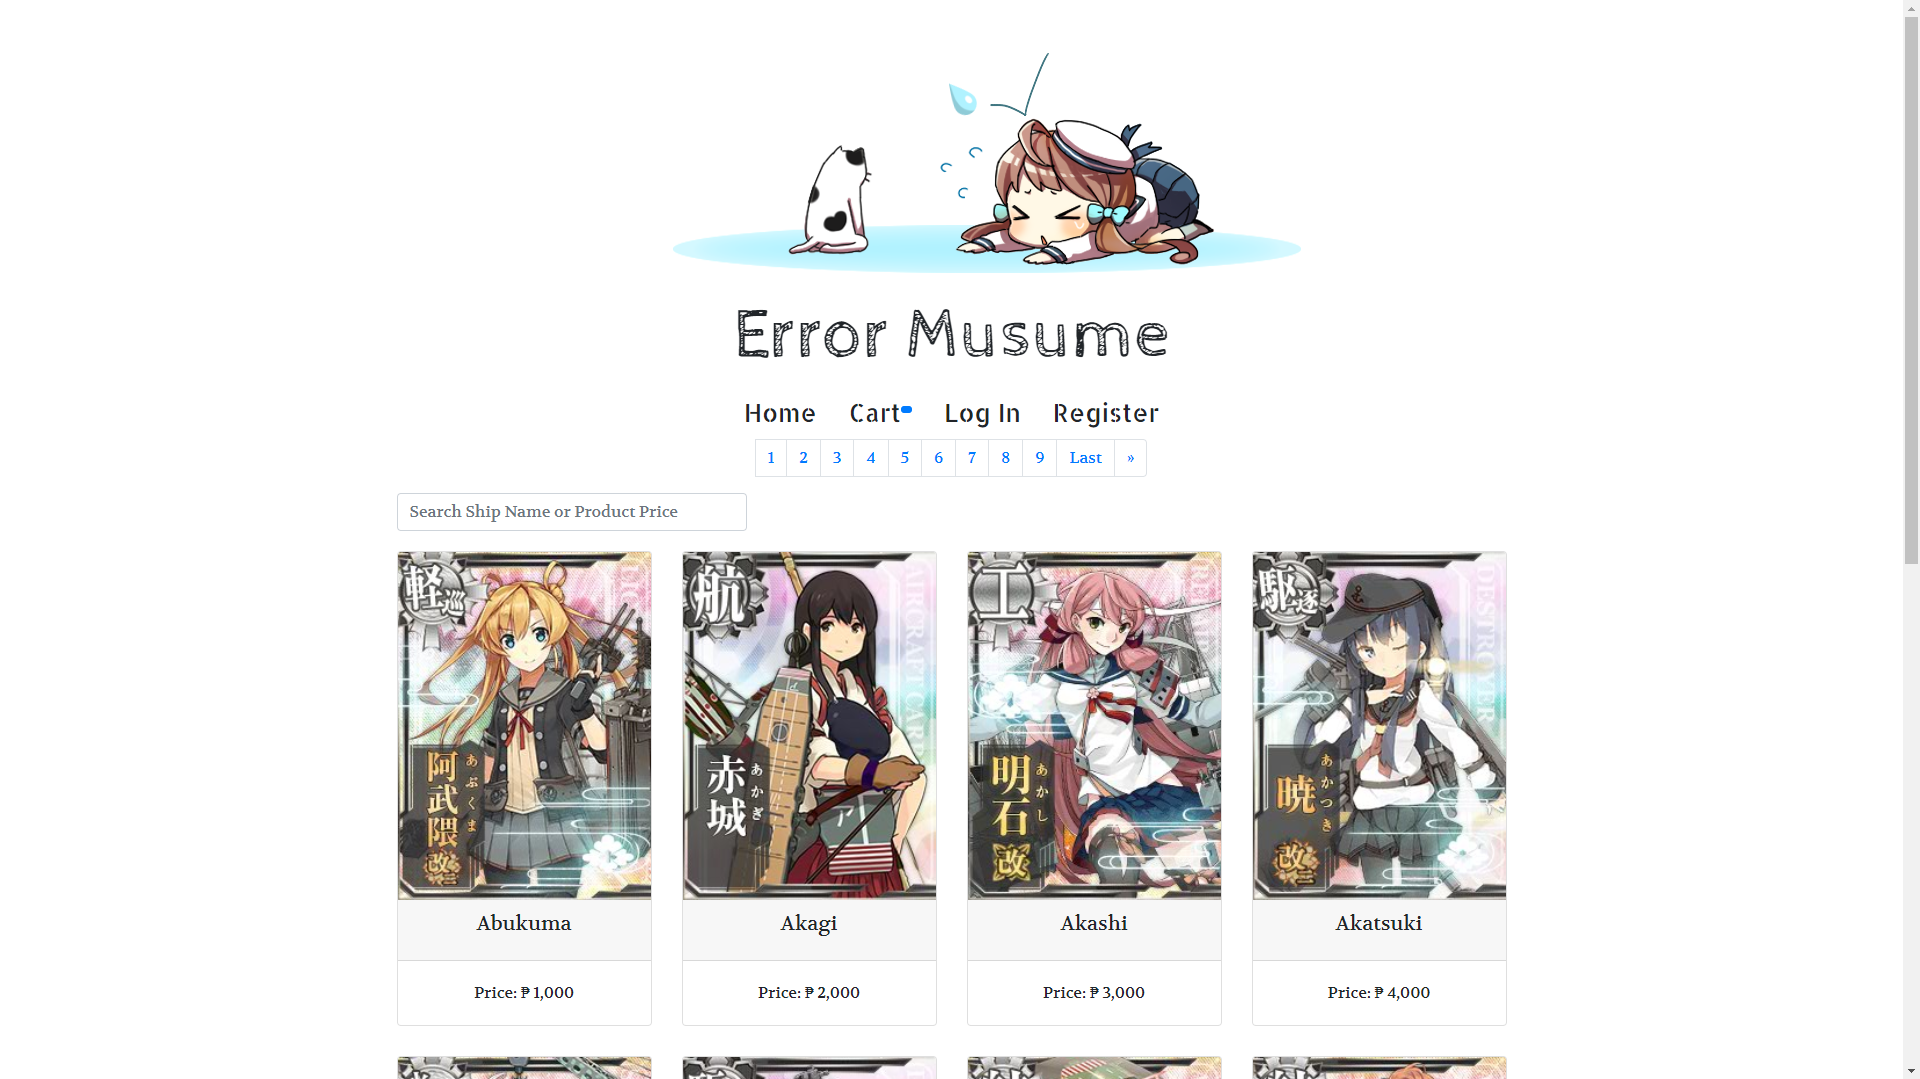 Error Musume
Home Cart Log In Register
1 2 3 4 5 6 7 8 9 Last »
Search Ship Name or Product Price
軽巡
阿武隈
あぶくま
改二
Abukuma
Price: ₱ 1,000
航
AIRCRAFT CARR
赤城
あかぎ
Akagi
Price: ₱ 2,000
工
明石
あかし
改
Akashi
Price: ₱ 3,000
駆逐
DESTROYER
暁
あかつき
改二
Akatsuki
Price: ₱ 4,000